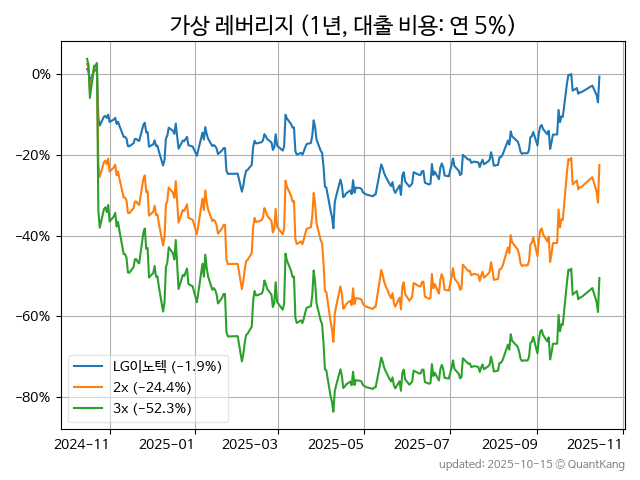 가상 레버리지 (1년, 대출 비용: 연 5%)
0%
−20%
−40%
−60%
−80%
LG이노텍 (−1.9%)
2x (−24.4%)
3x (−52.3%)
2024-11 2025-01 2025-03 2025-05 2025-07 2025-09 2025-11
updated: 2025-10-15 © QuantKang